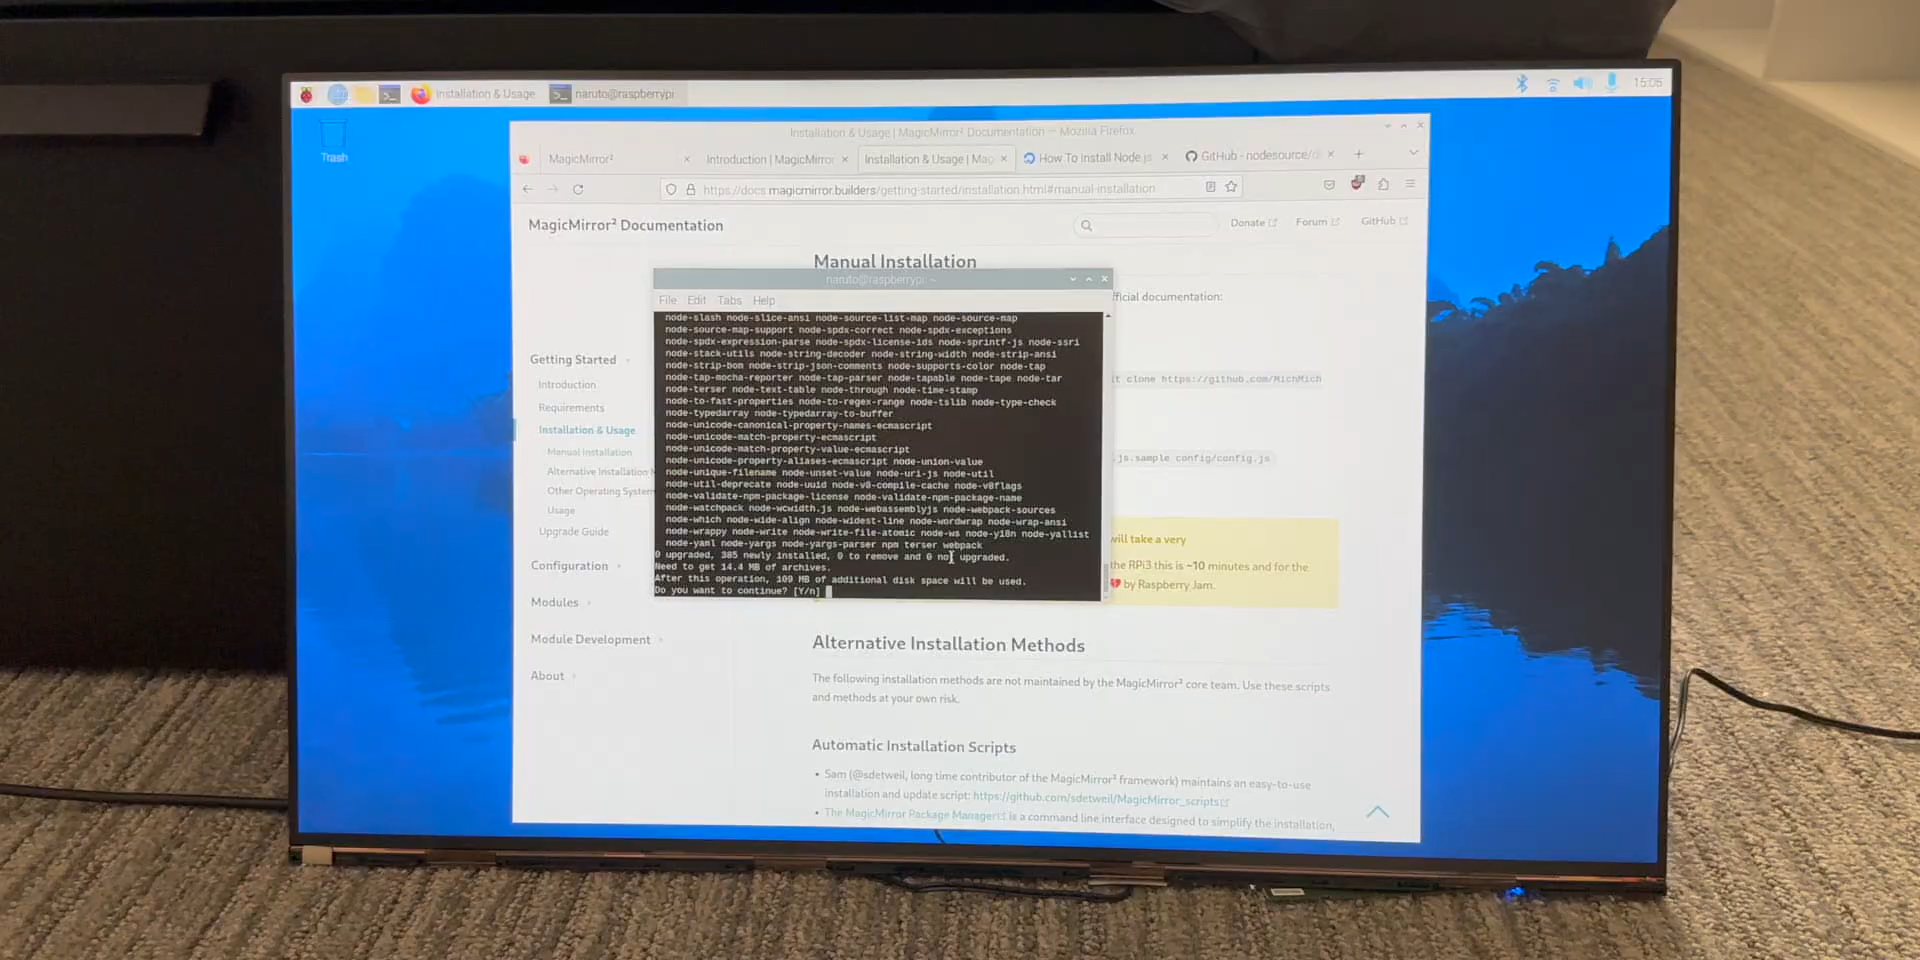 Installation & Usage
naruto@raspberrypi
15:05
Trash
Installation & Usage | MagicMirror² Documentation — Mozilla Firefox
MagicMirror²
Introduction | MagicMirror
Installation & Usage | Mag
How To Install Node.js
GitHub - nodesource/di
https://docs.magicmirror.builders/getting-started/installation.html#manual-installation
MagicMirror² Documentation
Donate
Forum
GitHub
Manual Installation
naruto@raspberrypi: ~
ficial documentation:
File Edit Tabs Help
node-slash node-slice-ansi node-source-list-map node-source-map
node-source-map-support node-spdx-correct node-spdx-exceptions
node-spdx-expression-parse node-spdx-license-ids node-sprintf-js node-ssri
node-stack-utils node-string-decoder node-string-width node-strip-ansi
node-strip-bom node-strip-json-comments node-supports-color node-tap
node-tap-mocha-reporter node-tap-parser node-tapable node-tape node-tar
node-terser node-text-table node-through node-time-stamp
node-to-fast-properties node-to-regex-range node-tslib node-type-check
node-typedarray node-typedarray-to-buffer
node-unicode-canonical-property-names-ecmascript
node-unicode-match-property-ecmascript
node-unicode-match-property-value-ecmascript
node-unicode-property-aliases-ecmascript node-union-value
node-unique-filename node-unset-value node-uri-js node-util
node-util-deprecate node-uuid node-v8-compile-cache node-v8flags
node-validate-npm-package-license node-validate-npm-package-name
node-watchpack node-wcwidth.js node-webassemblyjs node-webpack-sources
node-which node-wide-align node-widest-line node-wordwrap node-wrap-ansi
node-wrappy node-write node-write-file-atomic node-ws node-y18n node-yallist
node-yaml node-yargs node-yargs-parser npm terser webpack
0 upgraded, 385 newly installed, 0 to remove and 0 not upgraded.
Need to get 14.4 MB of archives.
After this operation, 109 MB of additional disk space will be used.
Do you want to continue? [Y/n]
t clone https://github.com/MichMich
.js.sample config/config.js
will take a very
the RPi3 this is ~10 minutes and for the
by Raspberry Jam.
Getting Started
Introduction
Requirements
Installation & Usage
Manual Installation
Alternative Installation M
Other Operating System
Usage
Upgrade Guide
Configuration
Modules
Module Development
About
Alternative Installation Methods
The following installation methods are not maintained by the MagicMirror² core team. Use these scripts
and methods at your own risk.
Automatic Installation Scripts
• Sam (@sdetweil, long time contributor of the MagicMirror² framework) maintains an easy-to-use
installation and update script: https://github.com/sdetweil/MagicMirror_scripts
• The MagicMirror Package Manager is a command line interface designed to simplify the installation,